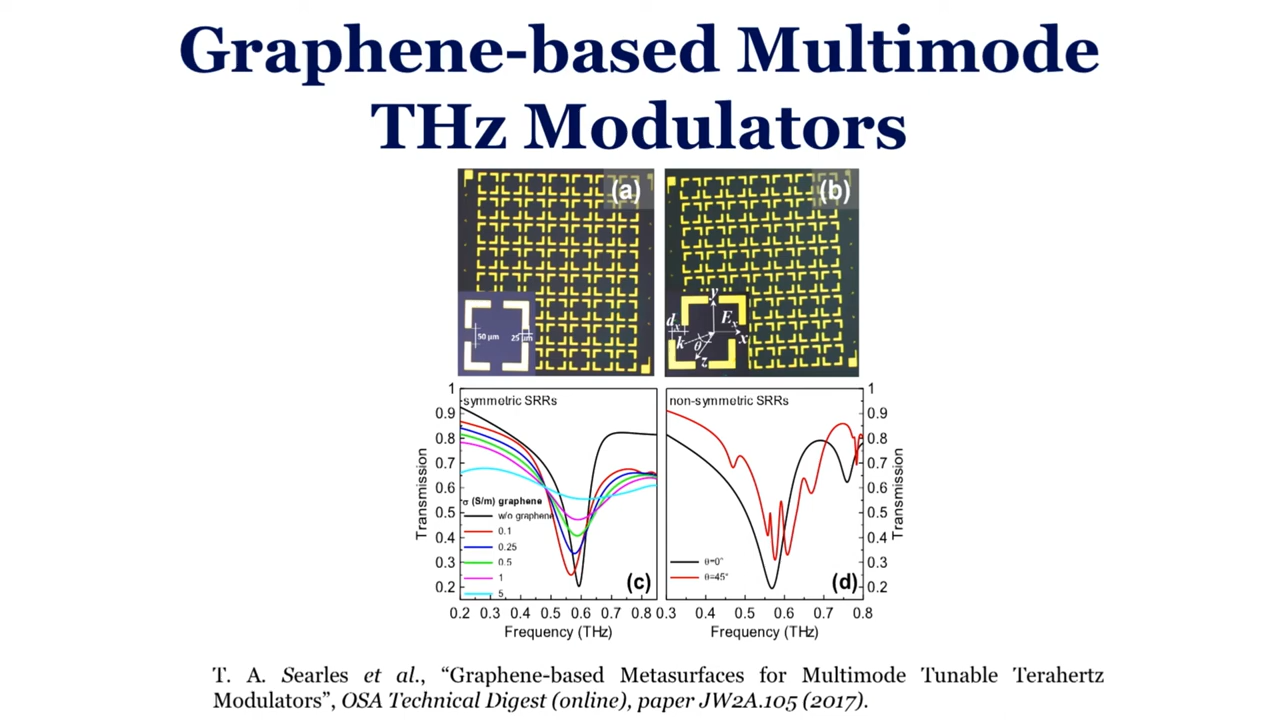 Graphene-based Multimode
THz Modulators
(a)
(b)
50 μm
25 μm
y
dx
Ex
k
θ
x
z
symmetric SRRs
non-symmetric SRRs
Transmission
1
0.9
0.8
0.7
0.6
0.5
0.4
0.3
0.2
σ (S/m) graphene
w/o graphene
0.1
0.25
0.5
1
5
(c)
0.2 0.3 0.4 0.5 0.6 0.7 0.8
Frequency (THz)
θ=0°
θ=45°
(d)
0.3 0.4 0.5 0.6 0.7 0.8
Frequency (THz)
1
0.9
0.8
0.7
0.6
0.5
0.4
0.3
0.2
Transmission
T. A. Searles et al., “Graphene-based Metasurfaces for Multimode Tunable Terahertz
Modulators”, OSA Technical Digest (online), paper JW2A.105 (2017).